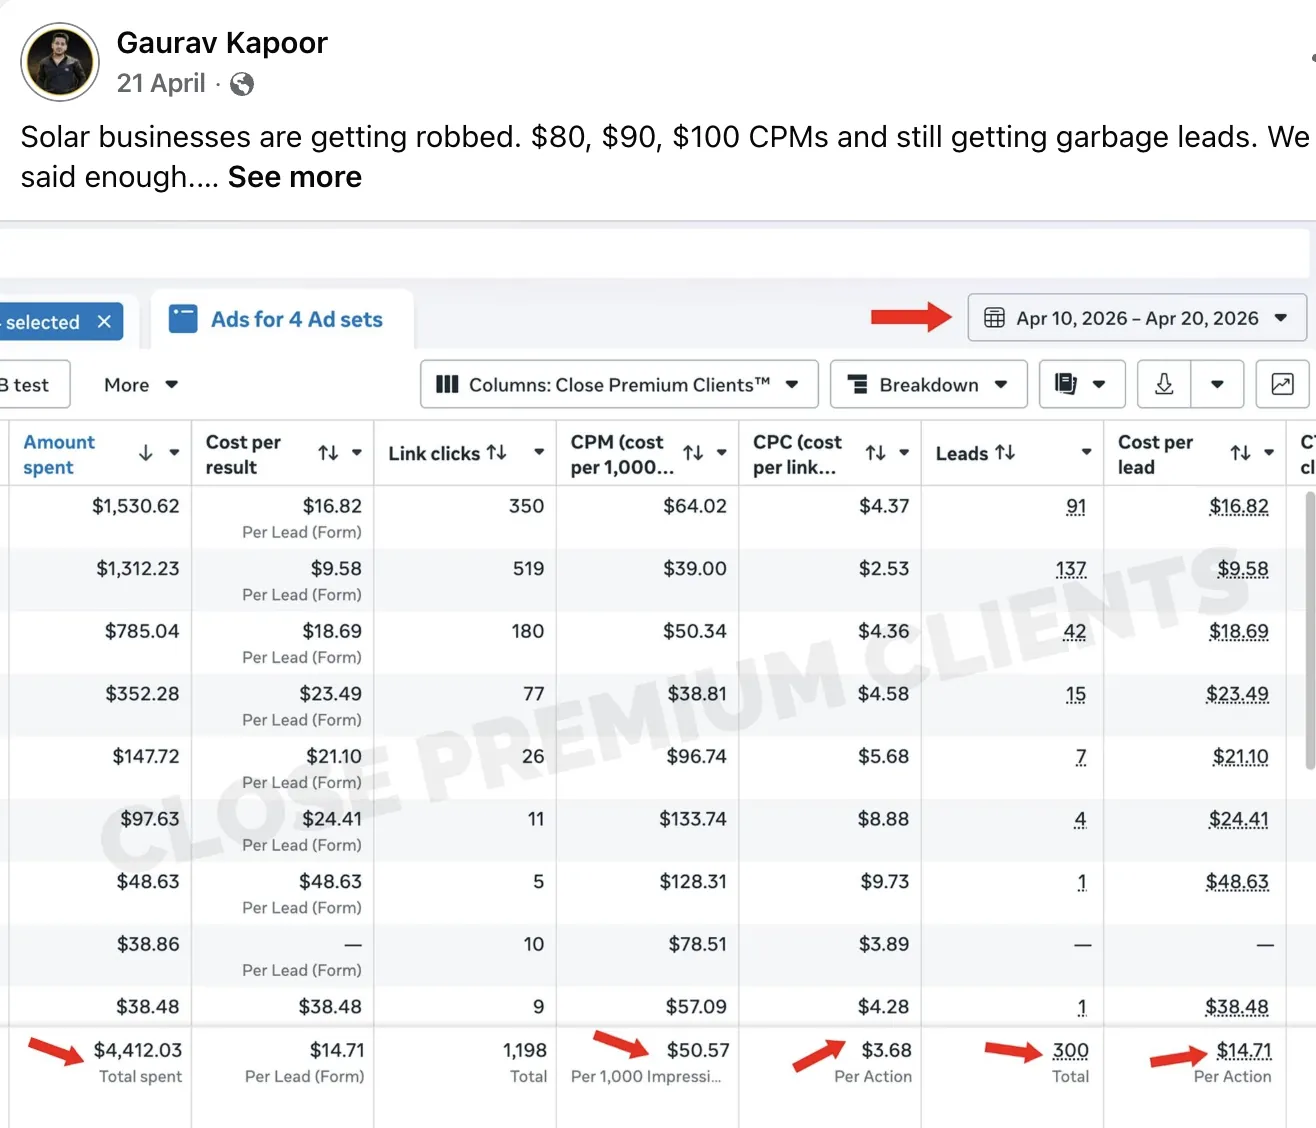 Gaurav Kapoor
21 April ·
Solar businesses are getting robbed. $80, $90, $100 CPMs and still getting garbage leads. We
said enough.... See more
selected ×
Ads for 4 Ad sets
Apr 10, 2026 – Apr 20, 2026
B test
More
Columns: Close Premium Clients™
Breakdown
Amount spent
Cost per result
Link clicks
CPM (cost per 1,000...
CPC (cost per link...
Leads
Cost per lead
$1,530.62 $16.82 350 $64.02 $4.37 91 $16.82
Per Lead (Form)
$1,312.23 $9.58 519 $39.00 $2.53 137 $9.58
Per Lead (Form)
$785.04 $18.69 180 $50.34 $4.36 42 $18.69
Per Lead (Form)
$352.28 $23.49 77 $38.81 $4.58 15 $23.49
Per Lead (Form)
$147.72 $21.10 26 $96.74 $5.68 7 $21.10
Per Lead (Form)
$97.63 $24.41 11 $133.74 $8.88 4 $24.41
Per Lead (Form)
$48.63 $48.63 5 $128.31 $9.73 1 $48.63
Per Lead (Form)
$38.86 — 10 $78.51 $3.89 — —
Per Lead (Form)
$38.48 $38.48 9 $57.09 $4.28 1 $38.48
$4,412.03 $14.71 1,198 $50.57 $3.68 300 $14.71
Total spent Per Lead (Form) Total Per 1,000 Impressi... Per Action Total Per Action
CLOSE PREMIUM CLIENTS